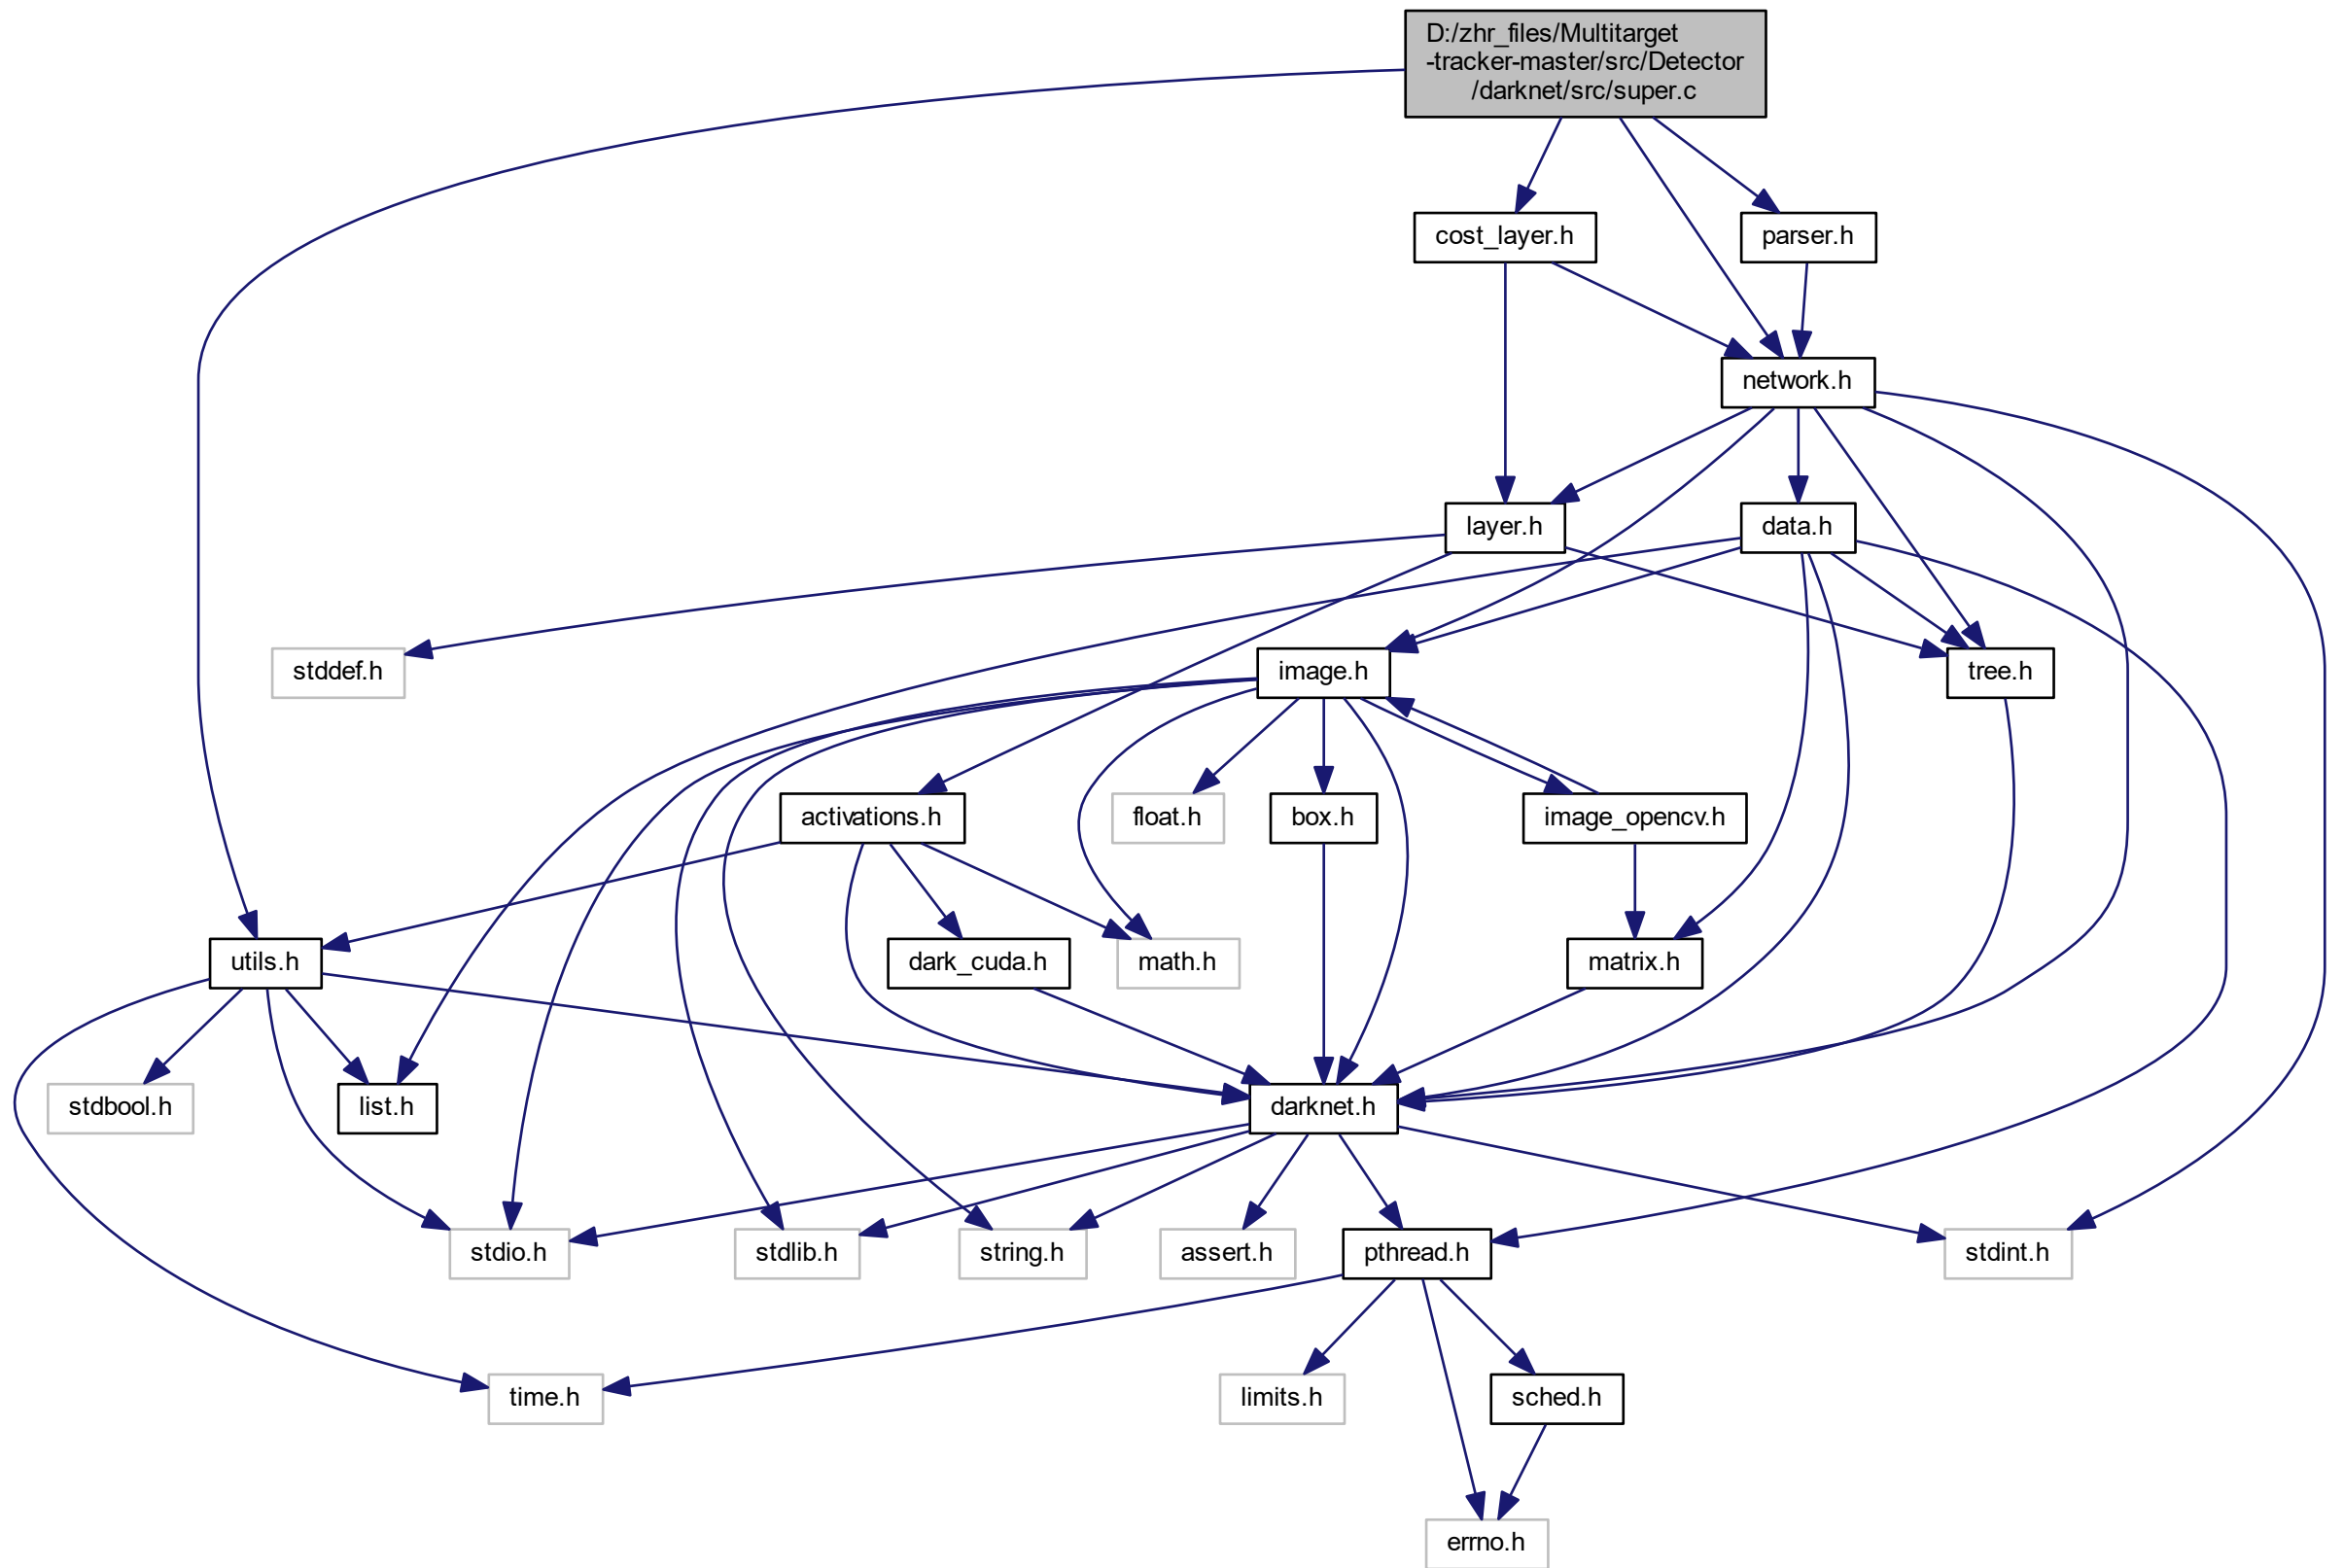 D:/zhr_files/Multitarget
-tracker-master/src/Detector
/darknet/src/super.c
cost_layer.h
parser.h
network.h
layer.h
data.h
stddef.h
image.h
tree.h
activations.h
float.h
box.h
image_opencv.h
utils.h
dark_cuda.h
math.h
matrix.h
stdbool.h
list.h
darknet.h
stdio.h
stdlib.h
string.h
assert.h
pthread.h
stdint.h
time.h
limits.h
sched.h
errno.h